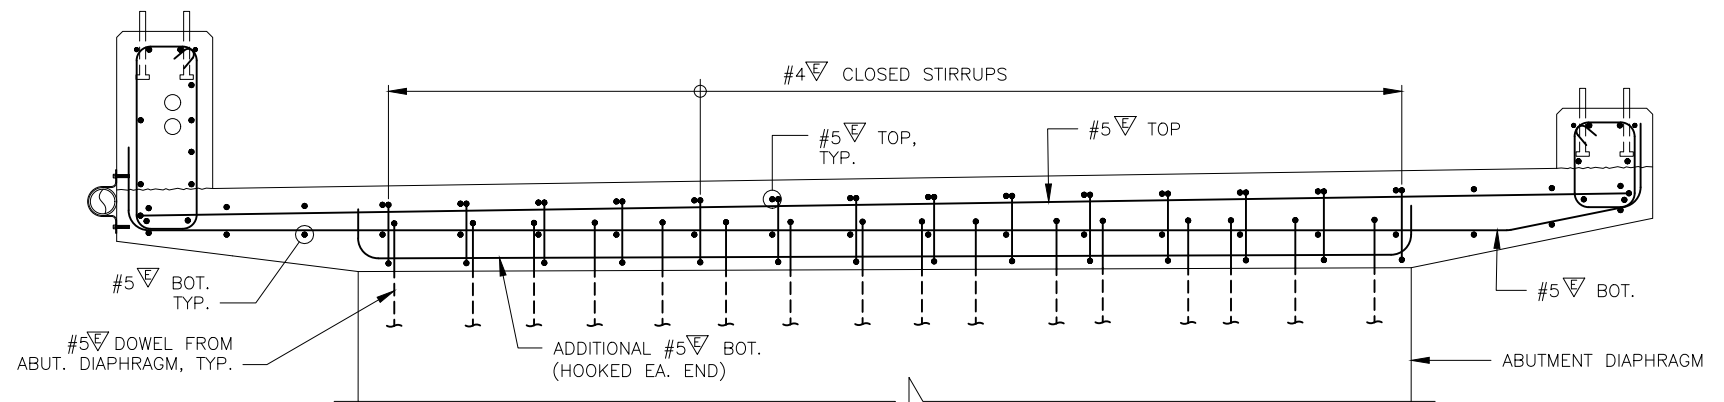 #4 E CLOSED STIRRUPS
#5 E TOP,
TYP.
#5 E TOP
#5 E BOT.
TYP.
#5 E DOWEL FROM
ABUT. DIAPHRAGM, TYP.
ADDITIONAL #5 E BOT.
(HOOKED EA. END)
#5 E BOT.
ABUTMENT DIAPHRAGM